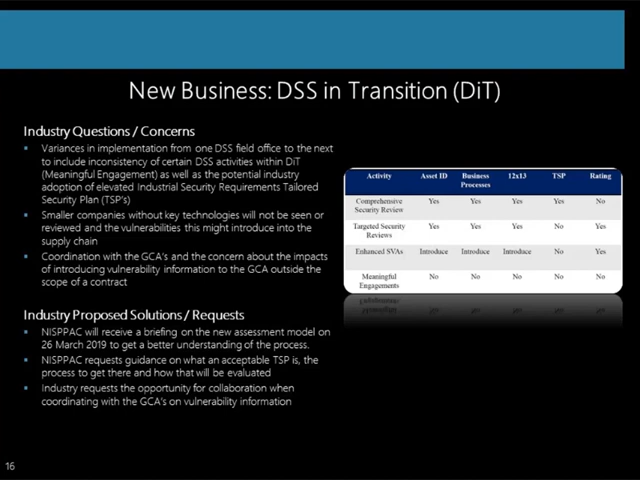 New Business: DSS in Transition (DiT)
Industry Questions / Concerns
Variances in implementation from one DSS field office to the next
to include inconsistency of certain DSS activities within DiT
(Meaningful Engagement) as well as the potential industry
adoption of elevated Industrial Security Requirements Tailored
Security Plan (TSP's)
Smaller companies without key technologies will not be seen or
reviewed and the vulnerabilities this might introduce into the
supply chain
Coordination with the GCA's and the concern about the impacts
of introducing vulnerability information to the GCA outside the
scope of a contract
Industry Proposed Solutions / Requests
NISPPAC will receive a briefing on the new assessment model on
26 March 2019 to get a better understanding of the process.
NISPPAC requests guidance on what an acceptable TSP is, the
process to get there and how that will be evaluated
Industry requests the opportunity for collaboration when
coordinating with the GCA's on vulnerability information
Activity Asset ID Business Processes 12x13 TSP Rating
Comprehensive Security Review Yes Yes Yes Yes No
Targeted Security Reviews Yes Yes Yes No Yes
Enhanced SVAs Introduce Introduce Introduce No Yes
Meaningful Engagements No No No No No
16